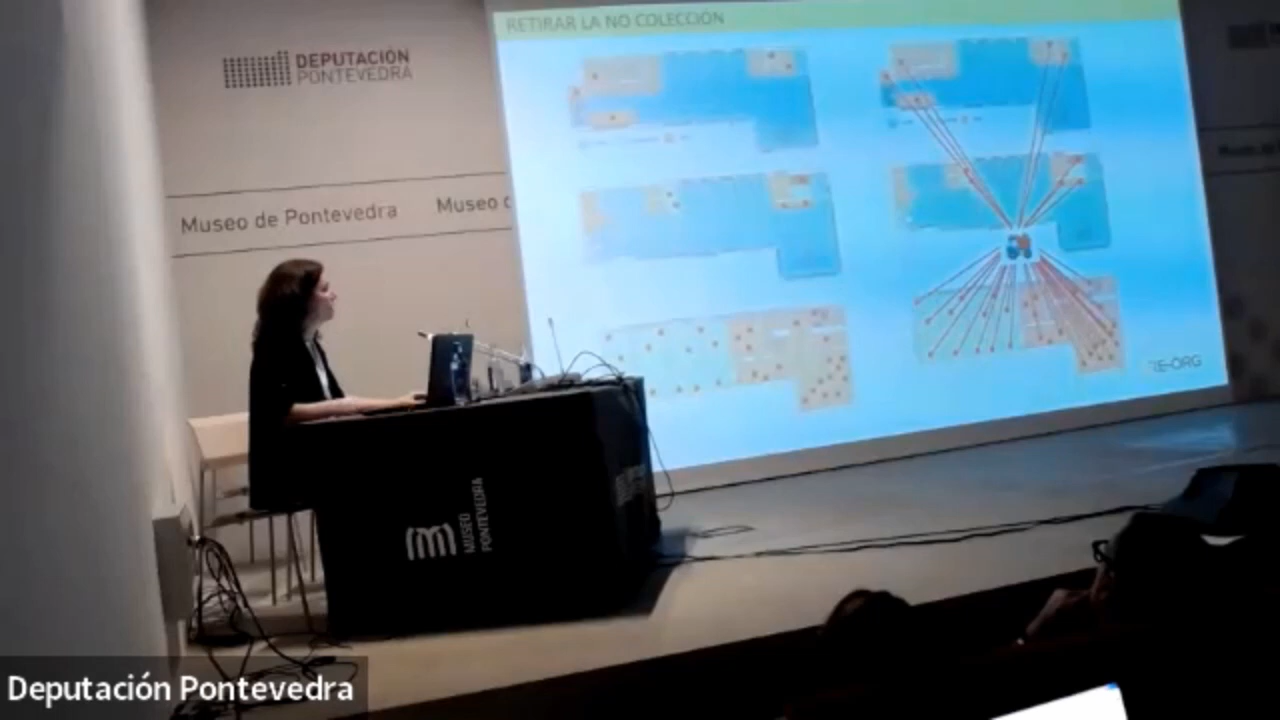 RETIRAR LA NO COLECCIÓN
DEPUTACIÓN
PONTEVEDRA
Museo de Pontevedra
Museo
RE-ORG
MUSEO
PONTEVEDRA
Deputación Pontevedra